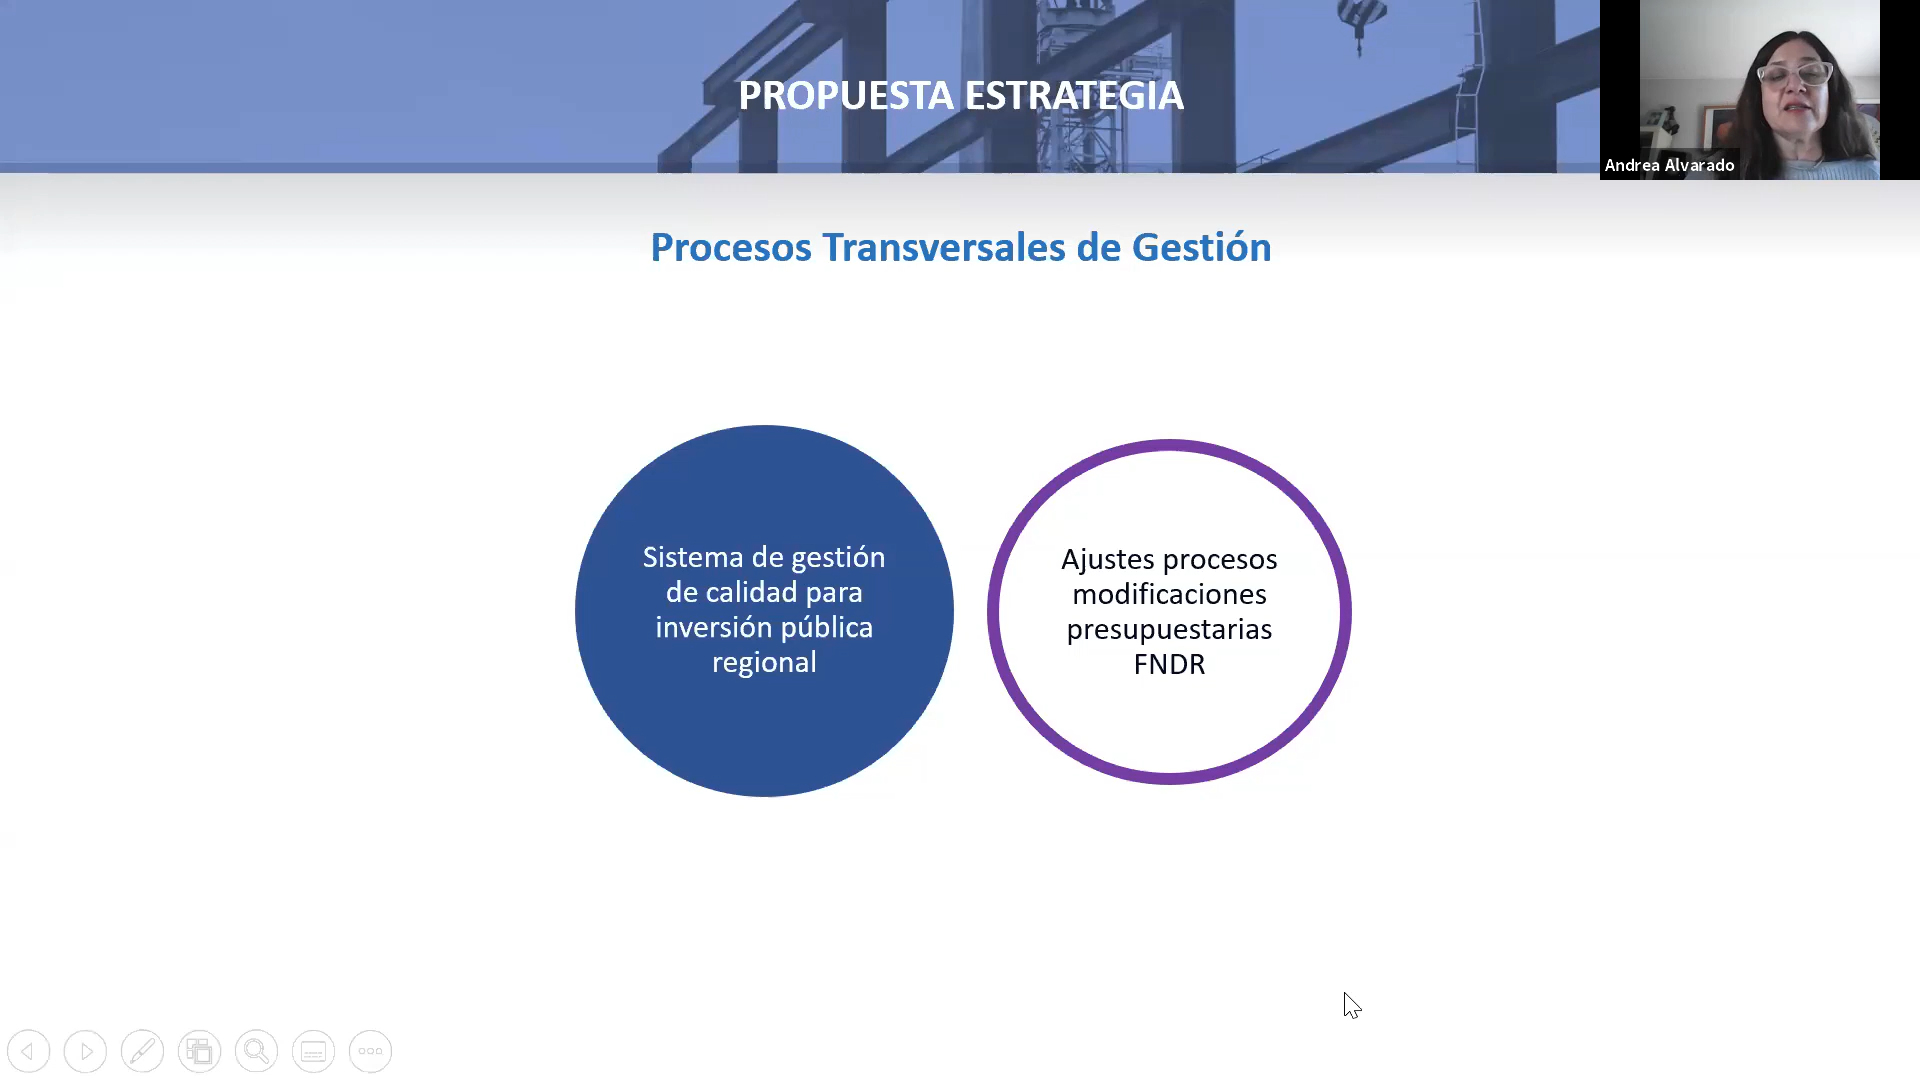 PROPUESTA ESTRATEGIA
Andrea Alvarado
Procesos Transversales de Gestión
Sistema de gestión
de calidad para
inversión pública
regional
Ajustes procesos
modificaciones
presupuestarias
FNDR